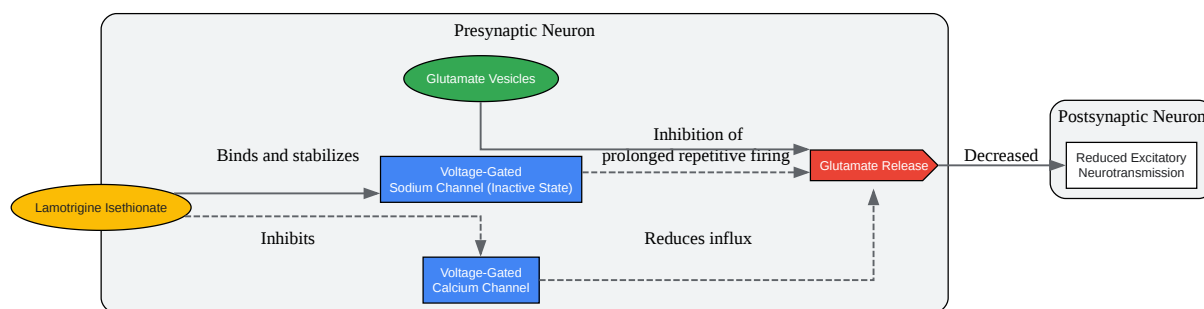 Presynaptic Neuron
Glutamate Vesicles
Binds and stabilizes
Inhibition of
prolonged repetitive firing
Voltage-Gated
Sodium Channel (Inactive State)
Glutamate Release
Decreased
Postsynaptic Neuron
Reduced Excitatory
Neurotransmission
Lamotrigine Isethionate
Inhibits
Reduces influx
Voltage-Gated
Calcium Channel